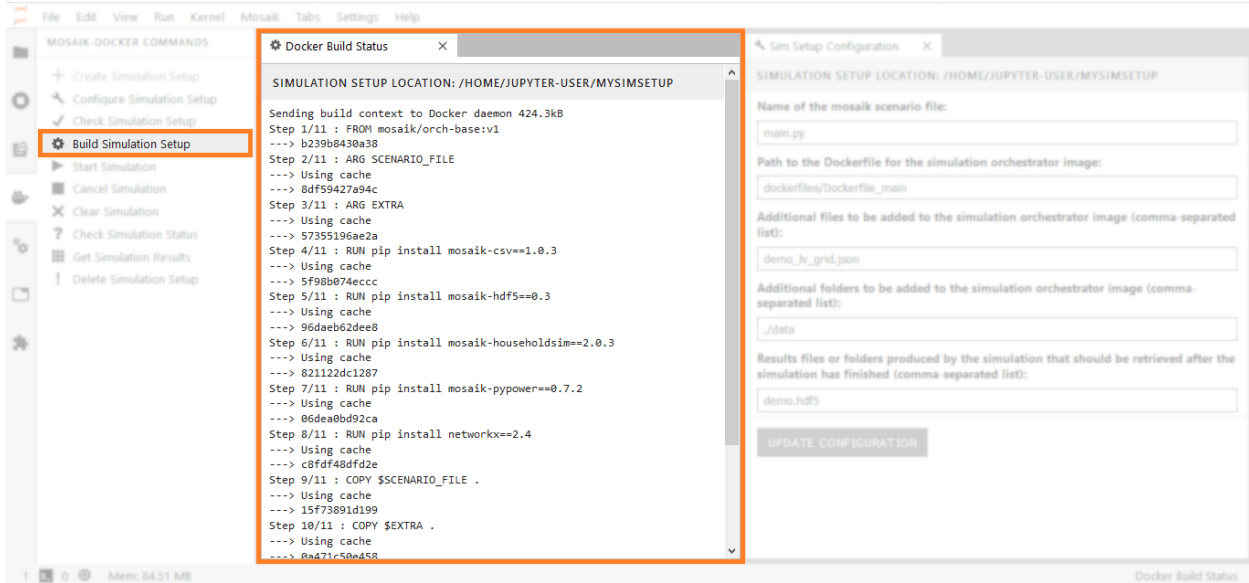 File Edit View Run Kernel Mosaik Tabs Settings Help
MOSAIK-DOCKER COMMANDS
Create Simulation Setup
Configure Simulation Setup
Check Simulation Setup
Build Simulation Setup
Start Simulation
Cancel Simulation
Clear Simulation
Check Simulation Status
Get Simulation Results
Delete Simulation Setup
Docker Build Status
SIMULATION SETUP LOCATION: /HOME/JUPYTER-USER/MYSIMSETUP
Sending build context to Docker daemon 424.3kB
Step 1/11 : FROM mosaik/orch-base:v1
---> b239b8430a38
Step 2/11 : ARG SCENARIO_FILE
---> Using cache
---> 8df59427a94c
Step 3/11 : ARG EXTRA
---> Using cache
---> 57355196ae2a
Step 4/11 : RUN pip install mosaik-csv==1.0.3
---> Using cache
---> 5f98b074eccc
Step 5/11 : RUN pip install mosaik-hdf5==0.3
---> Using cache
---> 96daeb62dee8
Step 6/11 : RUN pip install mosaik-householdsim==2.0.3
---> Using cache
---> 821122dc1287
Step 7/11 : RUN pip install mosaik-pypower==0.7.2
---> Using cache
---> 06dea0bd92ca
Step 8/11 : RUN pip install networkx==2.4
---> Using cache
---> c8fdf48dfd2e
Step 9/11 : COPY $SCENARIO_FILE .
---> Using cache
---> 15f73891d199
Step 10/11 : COPY $EXTRA .
---> Using cache
---> 0a471c50e458
Sim Setup Configuration
SIMULATION SETUP LOCATION: /HOME/JUPYTER-USER/MYSIMSETUP
Name of the mosaik scenario file:
main.py
Path to the Dockerfile for the simulation orchestrator image:
dockerfiles/Dockerfile_main
Additional files to be added to the simulation orchestrator image (comma-separated
list):
demo_lv_grid.json
Additional folders to be added to the simulation orchestrator image (comma-
separated list):
./data
Results files or folders produced by the simulation that should be retrieved after the
simulation has finished (comma-separated list):
demo.hdf5
UPDATE CONFIGURATION
1 0 Mem: 84.51 MB Docker Build Status